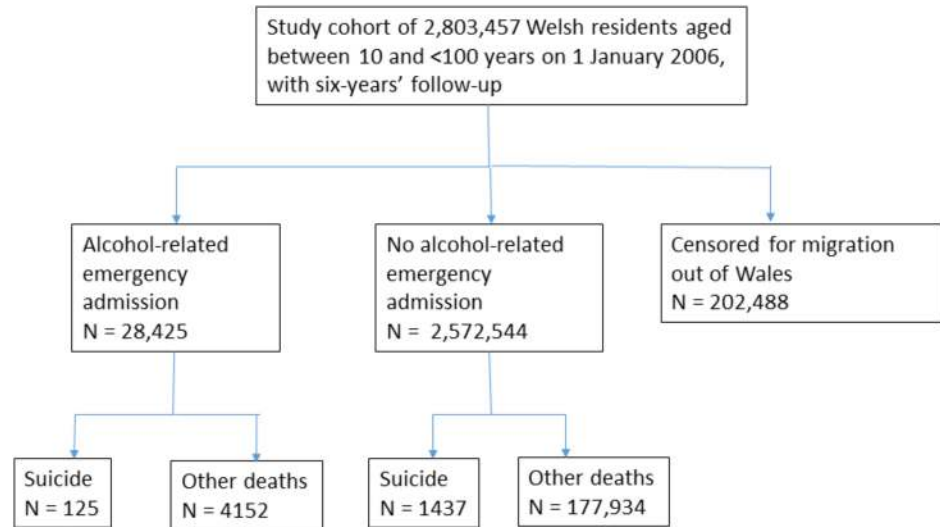 Study cohort of 2,803,457 Welsh residents aged
between 10 and <100 years on 1 January 2006,
with six-years' follow-up
Alcohol-related
emergency
admission
N = 28,425
No alcohol-related
emergency
admission
N =  2,572,544
Censored for migration
out of Wales
N = 202,488
Suicide
N = 125
Other deaths
N = 4152
Suicide
N = 1437
Other deaths
N = 177,934